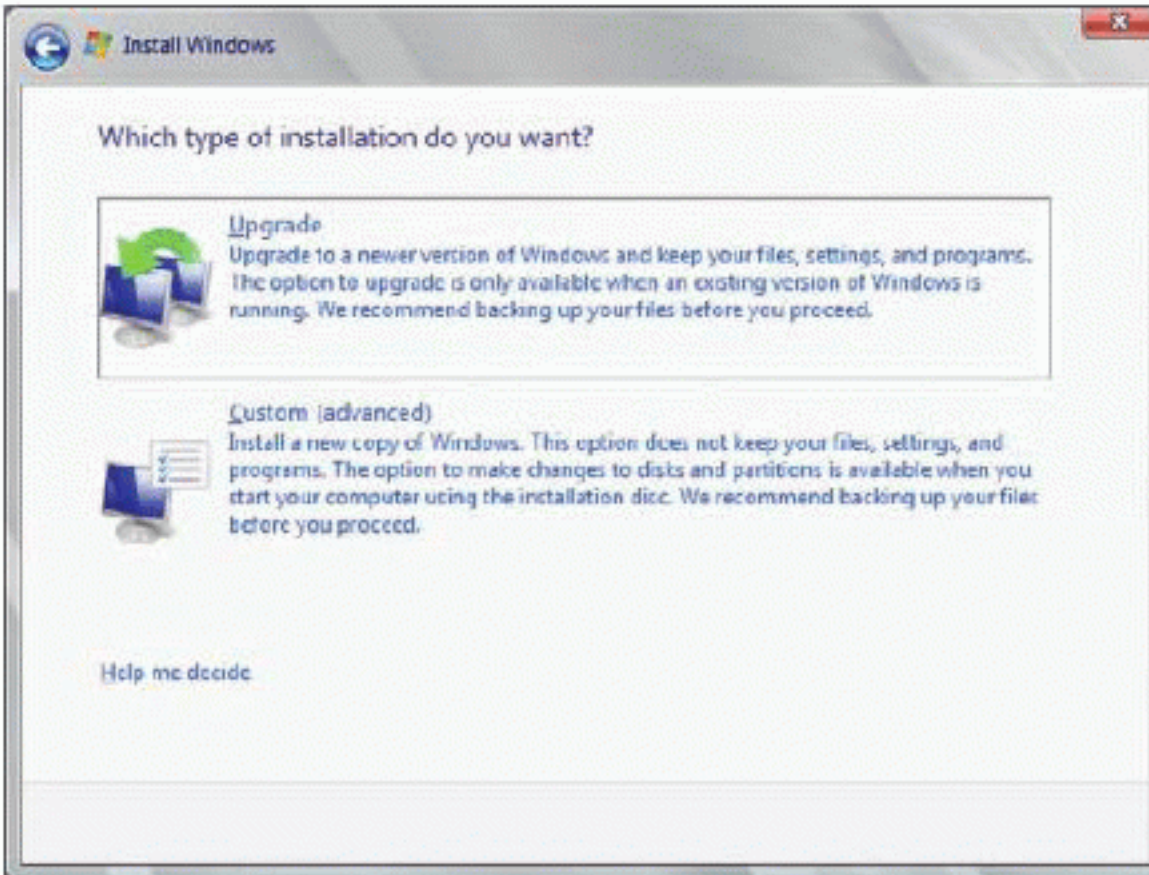 Install Windows
Which type of installation do you want?
Upgrade
Upgrade to a newer version of Windows and keep your files, settings, and programs.
The option to upgrade is only available when an existing version of Windows is
running. We recommend backing up your files before you proceed.
Custom (advanced)
Install a new copy of Windows. This option does not keep your files, settings, and
programs. The option to make changes to disks and partitions is available when you
start your computer using the installation disc. We recommend backing up your files
before you proceed.
Help me decide